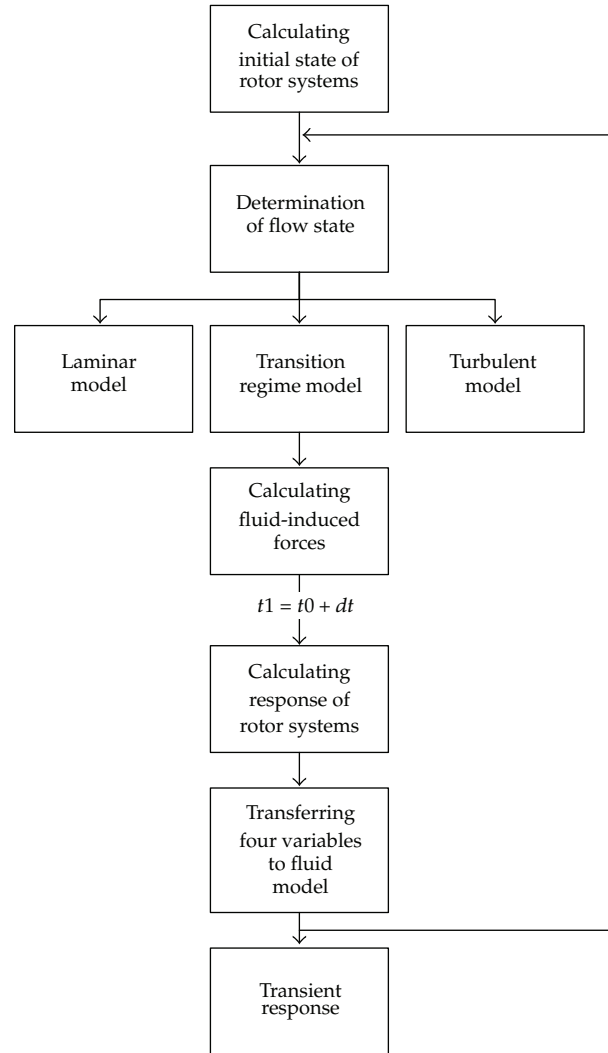 Calculating
initial state of
rotor systems
Determination
of flow state
Laminar
model
Transition
regime model
Turbulent
model
Calculating
fluid-induced
forces
t1 = t0 + dt
Calculating
response of
rotor systems
Transferring
four variables
to fluid
model
Transient
response